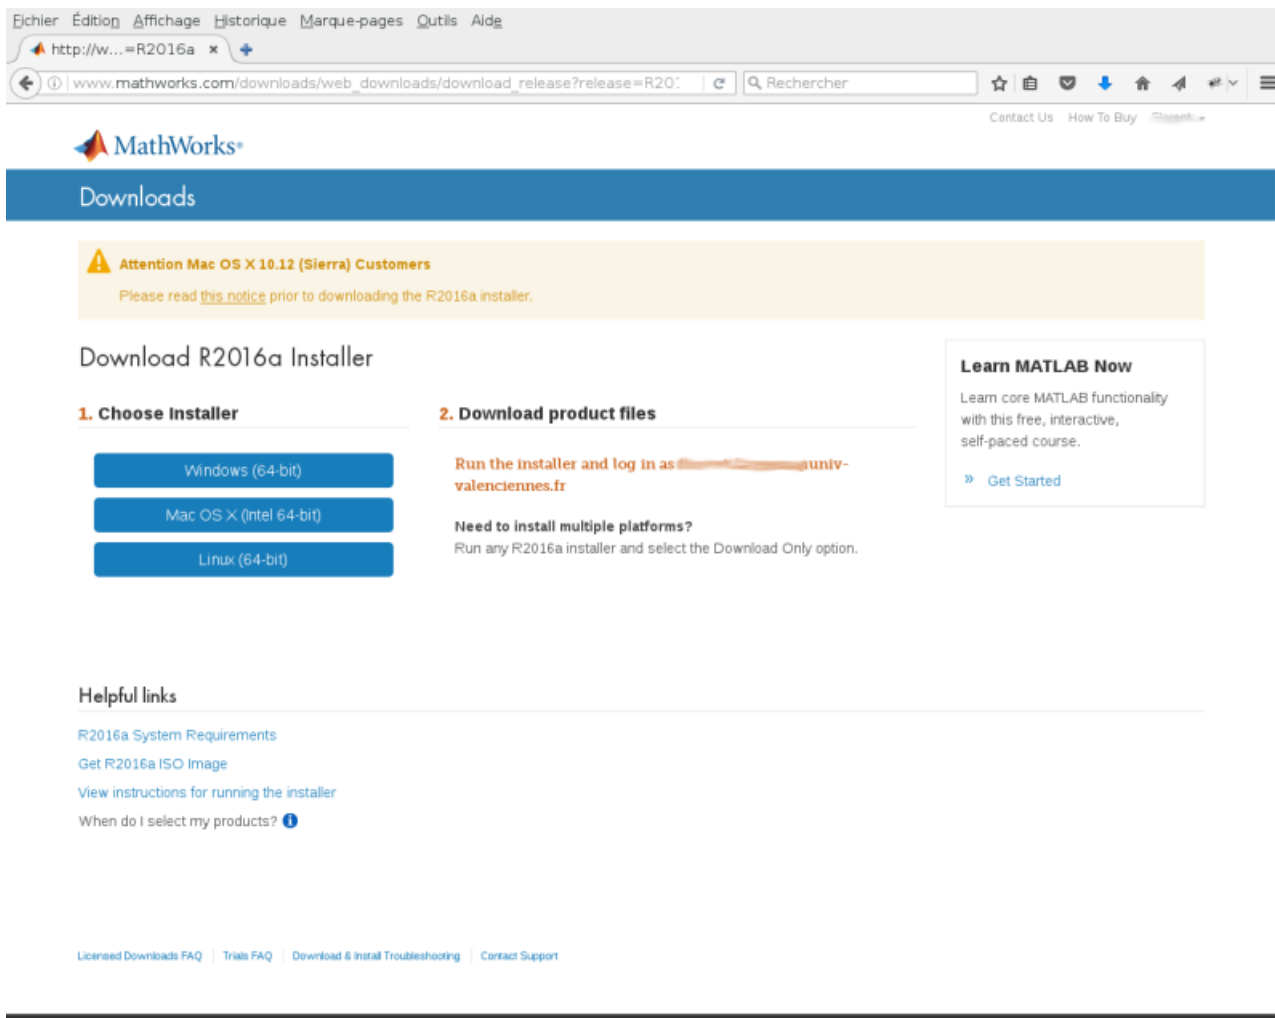 Fichier Édition Affichage Historique Marque-pages Outils Aide
http://w...=R2016a
www.mathworks.com/downloads/web_downloads/download_release?release=R20
Rechercher
Contact Us How To Buy
MathWorks®
Downloads
Attention Mac OS X 10.12 (Sierra) Customers
Please read this notice prior to downloading the R2016a installer.
Download R2016a Installer
1. Choose Installer
Windows (64-bit)
Mac OS X (Intel 64-bit)
Linux (64-bit)
2. Download product files
Run the installer and log in as univ-
valenciennes.fr
Need to install multiple platforms?
Run any R2016a installer and select the Download Only option.
Learn MATLAB Now
Learn core MATLAB functionality
with this free, interactive,
self-paced course.
» Get Started
Helpful links
R2016a System Requirements
Get R2016a ISO Image
View instructions for running the installer
When do I select my products?
Licensed Downloads FAQ Trials FAQ Download & Install Troubleshooting Contact Support